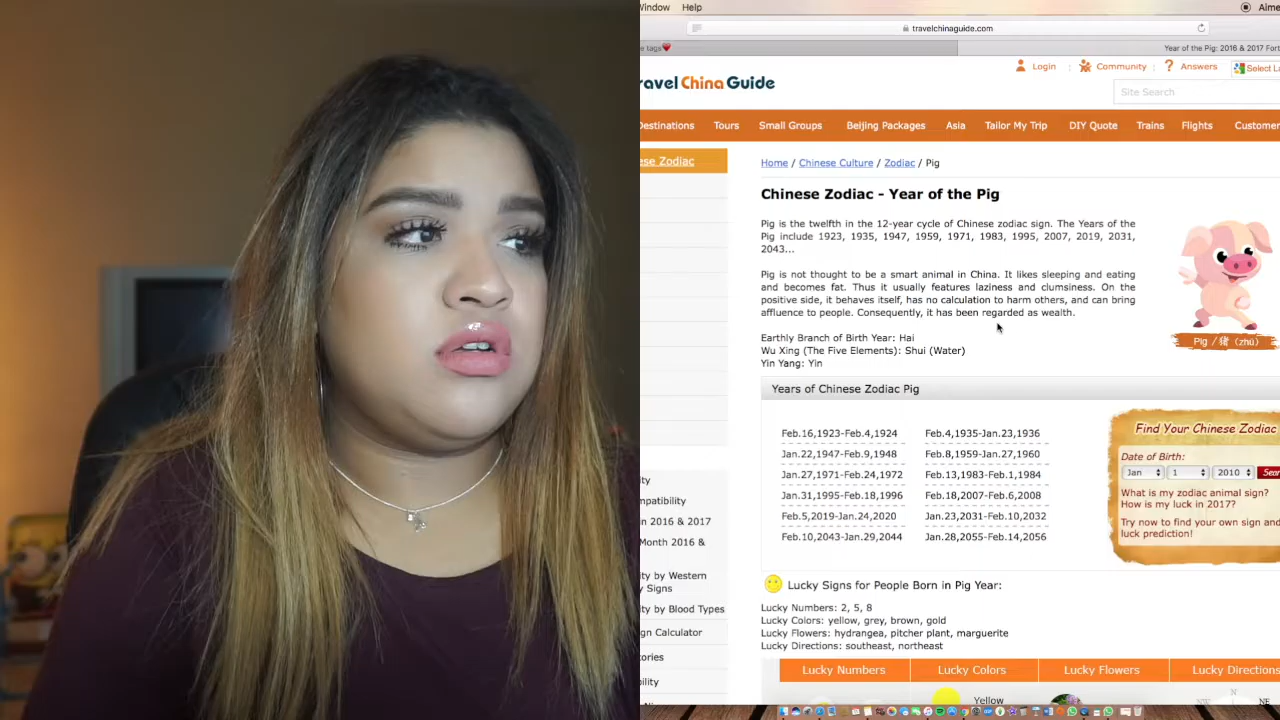 Window Help
Aime
travelchinaguide.com
e tags
Year of the Pig: 2016 & 2017 Fort
Login : Community : Answers
Select La
ravel China Guide
Site Search
Destinations Tours Small Groups Beijing Packages Asia Tailor My Trip DIY Quote Trains Flights Customer
ese Zodiac
Home / Chinese Culture / Zodiac / Pig
Chinese Zodiac - Year of the Pig
Pig is the twelfth in the 12-year cycle of Chinese zodiac sign. The Years of the
Pig include 1923, 1935, 1947, 1959, 1971, 1983, 1995, 2007, 2019, 2031,
2043...
Pig is not thought to be a smart animal in China. It likes sleeping and eating
and becomes fat. Thus it usually features laziness and clumsiness. On the
positive side, it behaves itself, has no calculation to harm others, and can bring
affluence to people. Consequently, it has been regarded as wealth.
Pig / 猪 (zhū)
Earthly Branch of Birth Year: Hai
Wu Xing (The Five Elements): Shui (Water)
Yin Yang: Yin
Years of Chinese Zodiac Pig
Feb.16,1923-Feb.4,1924 Feb.4,1935-Jan.23,1936
Jan.22,1947-Feb.9,1948 Feb.8,1959-Jan.27,1960
Jan.27,1971-Feb.24,1972 Feb.13,1983-Feb.1,1984
Jan.31,1995-Feb.18,1996 Feb.18,2007-Feb.6,2008
Feb.5,2019-Jan.24,2020 Jan.23,2031-Feb.10,2032
Feb.10,2043-Jan.29,2044 Jan.28,2055-Feb.14,2056
Find Your Chinese Zodiac
Date of Birth:
Jan 1 2010 Sear
What is my zodiac animal sign?
How is my luck in 2017?
Try now to find your own sign and
luck prediction!
ity
mpatibility
in 2016 & 2017
Month 2016 &
ity by Western
y Signs
ity by Blood Types
gn Calculator
tories
bility
Lucky Signs for People Born in Pig Year:
Lucky Numbers: 2, 5, 8
Lucky Colors: yellow, grey, brown, gold
Lucky Flowers: hydrangea, pitcher plant, marguerite
Lucky Directions: southeast, northeast
Lucky Numbers Lucky Colors Lucky Flowers Lucky Directions
Yellow
N
NW NE